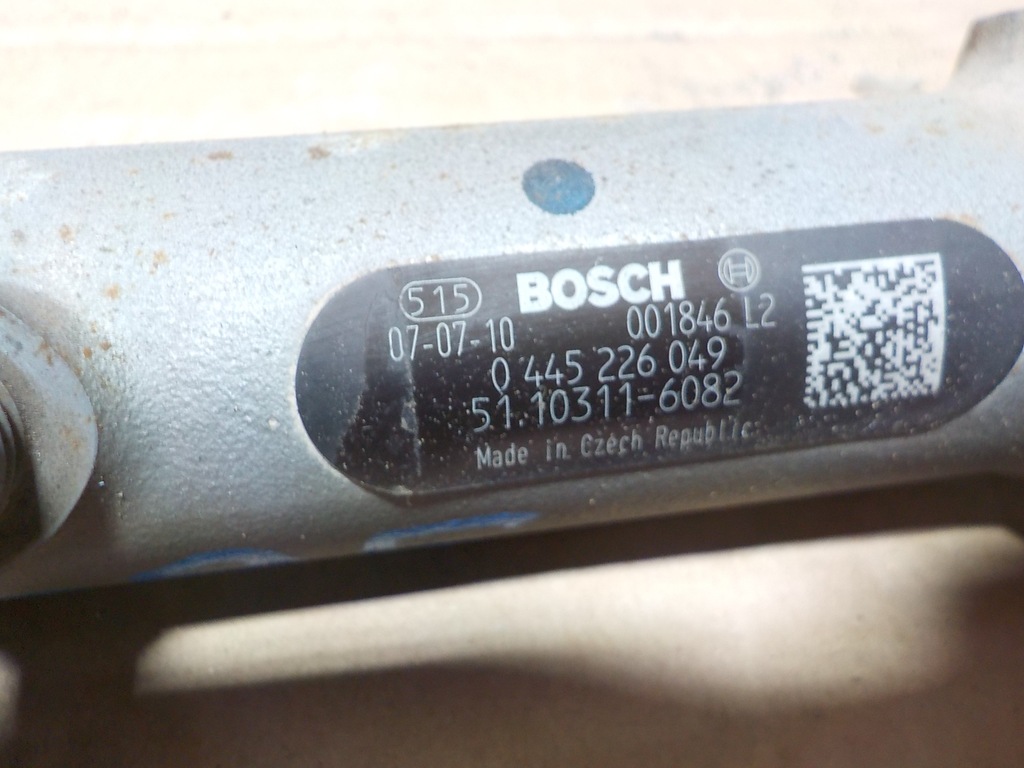 515 BOSCH
07-07-10 001846 L2
0 445 226 049
51.10311-6082
Made in Czech Republic